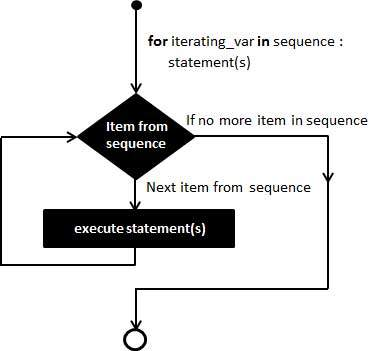 for iterating_var in sequence :
statement(s)
Item from
sequence
If no more item in sequence
Next item from sequence
execute statement(s)